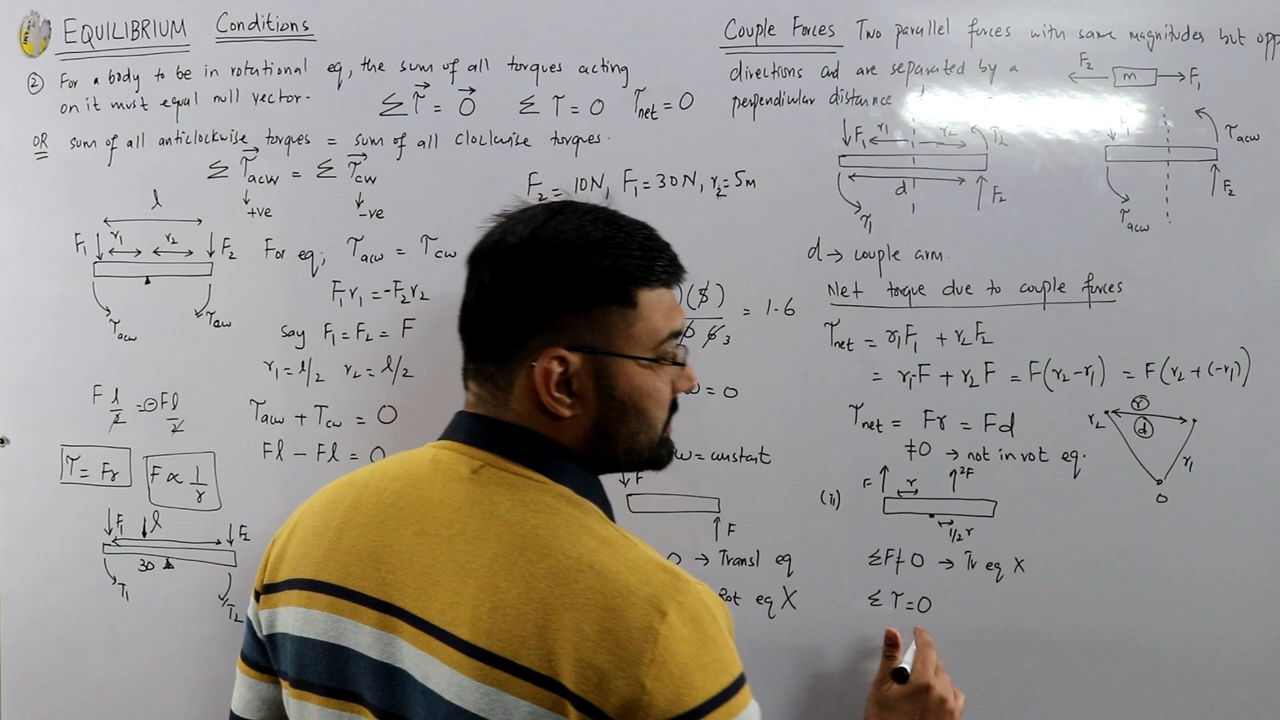 EQUILIBRIUM Conditions
② For a body to be in rotational eq, the sum of all torques acting
on it must equal null vector.
Στ⃗ = 0⃗ Στ = 0 τnet = 0
OR sum of all anticlockwise torques = sum of all Clockwise torques.
Στ⃗acw = Στ⃗cw
+ve -ve
F₂ = 10N, F₁ = 30N, r₂ = 5m
l
F₁ r₁ r₂ F₂
τacw τcw
For eq, τacw = τcw
F₁r₁ = -F₂r₂
say F₁ = F₂ = F
r₁ = l/2 r₂ = l/2
τacw + τcw = 0
Fl - Fl = 0
τ = Fr F ∝ 1/r
F₁ l F₂
30
τ₁ τ₂
= 1.6
= 0
= constant
F
F
→ Transl eq
Rot eq X
Couple Forces Two parallel forces with same magnitudes but opp
directions and are separated by a
perpendicular distance
F₂ m F₁
F₁ r₁ r₂ τ₂
d F₂
τ₁
τacw
F₂
τacw
d → couple arm.
Net torque due to couple forces
τnet = r₁F₁ + r₂F₂
= r₁F + r₂F = F(r₂-r₁) = F(r₂+(-r₁))
τnet = Fr = Fd
≠0 → not in rot eq.
r₂ r d r₁
O
(ii) F r 2F
1/2 r
ΣF≠0 → Tr eq X
Στ=0